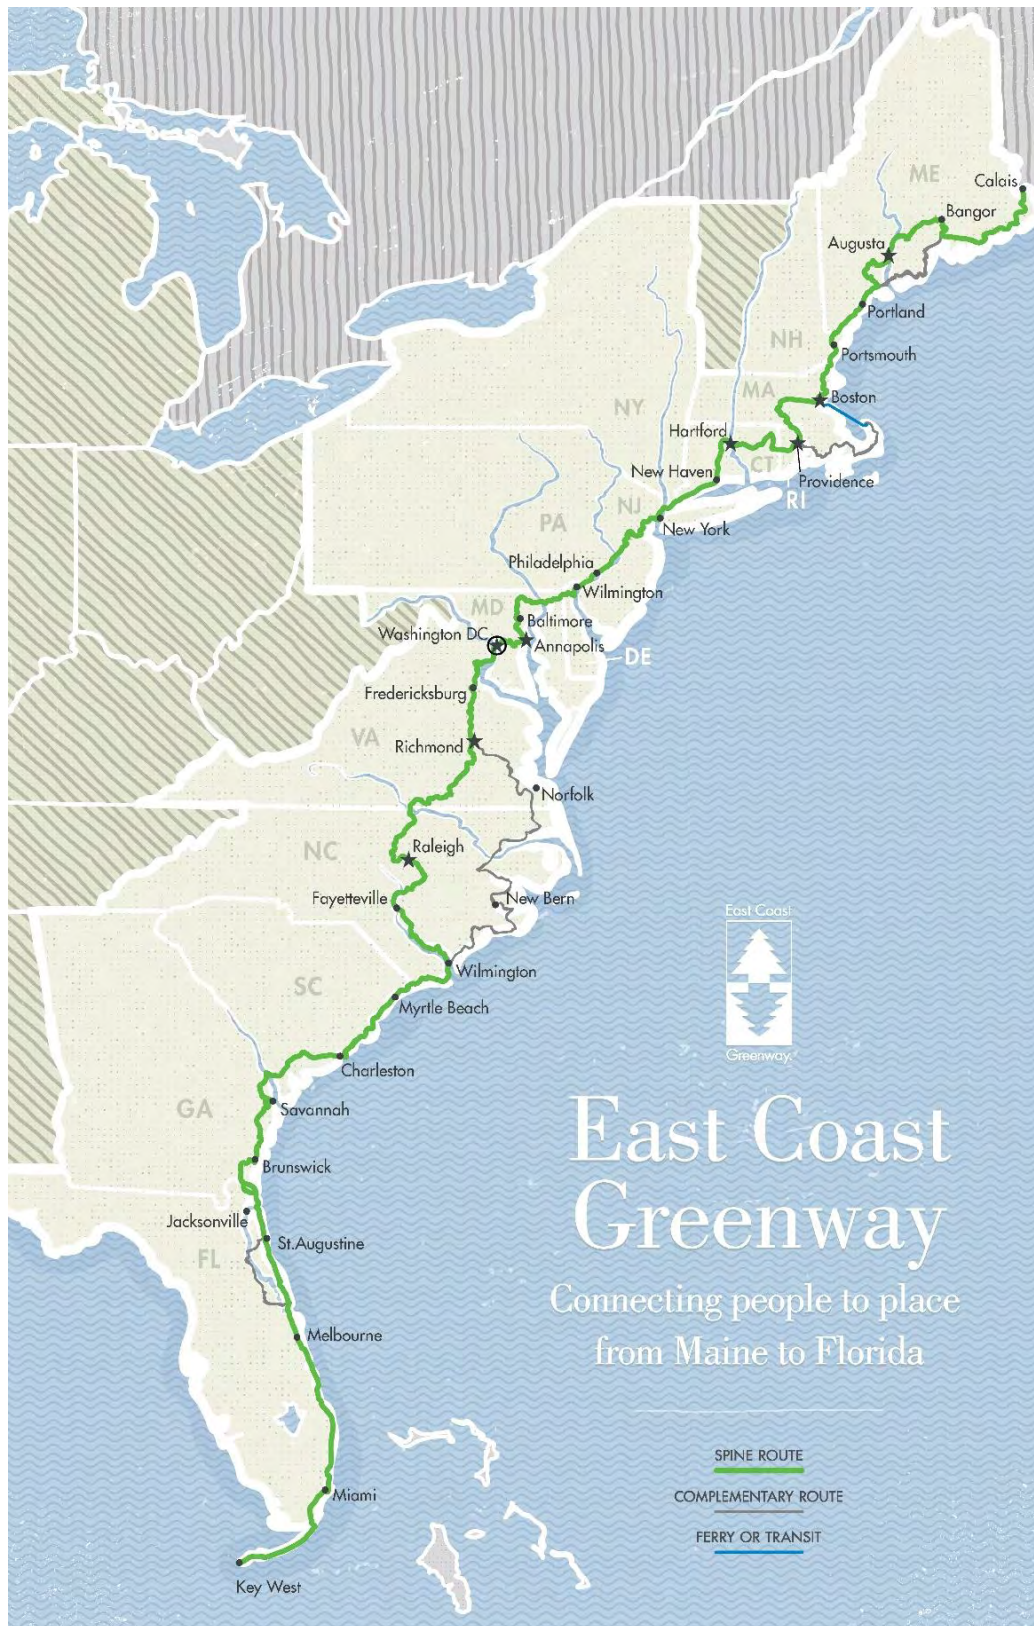 ME
Calais
Bangor
Augusta
Portland
NH
Portsmouth
MA
Boston
NY
Hartford
CT
New Haven
Providence
RI
NJ
PA
New York
Philadelphia
Wilmington
MD
Baltimore
Washington DC
Annapolis
DE
Fredericksburg
VA
Richmond
Norfolk
NC
Raleigh
Fayetteville
New Bern
East Coast
Greenway.
Wilmington
SC
Myrtle Beach
Charleston
GA
Savannah
Brunswick
Jacksonville
St.Augustine
FL
Melbourne
Miami
Key West
East Coast
Greenway
Connecting people to place
from Maine to Florida
SPINE ROUTE
COMPLEMENTARY ROUTE
FERRY OR TRANSIT